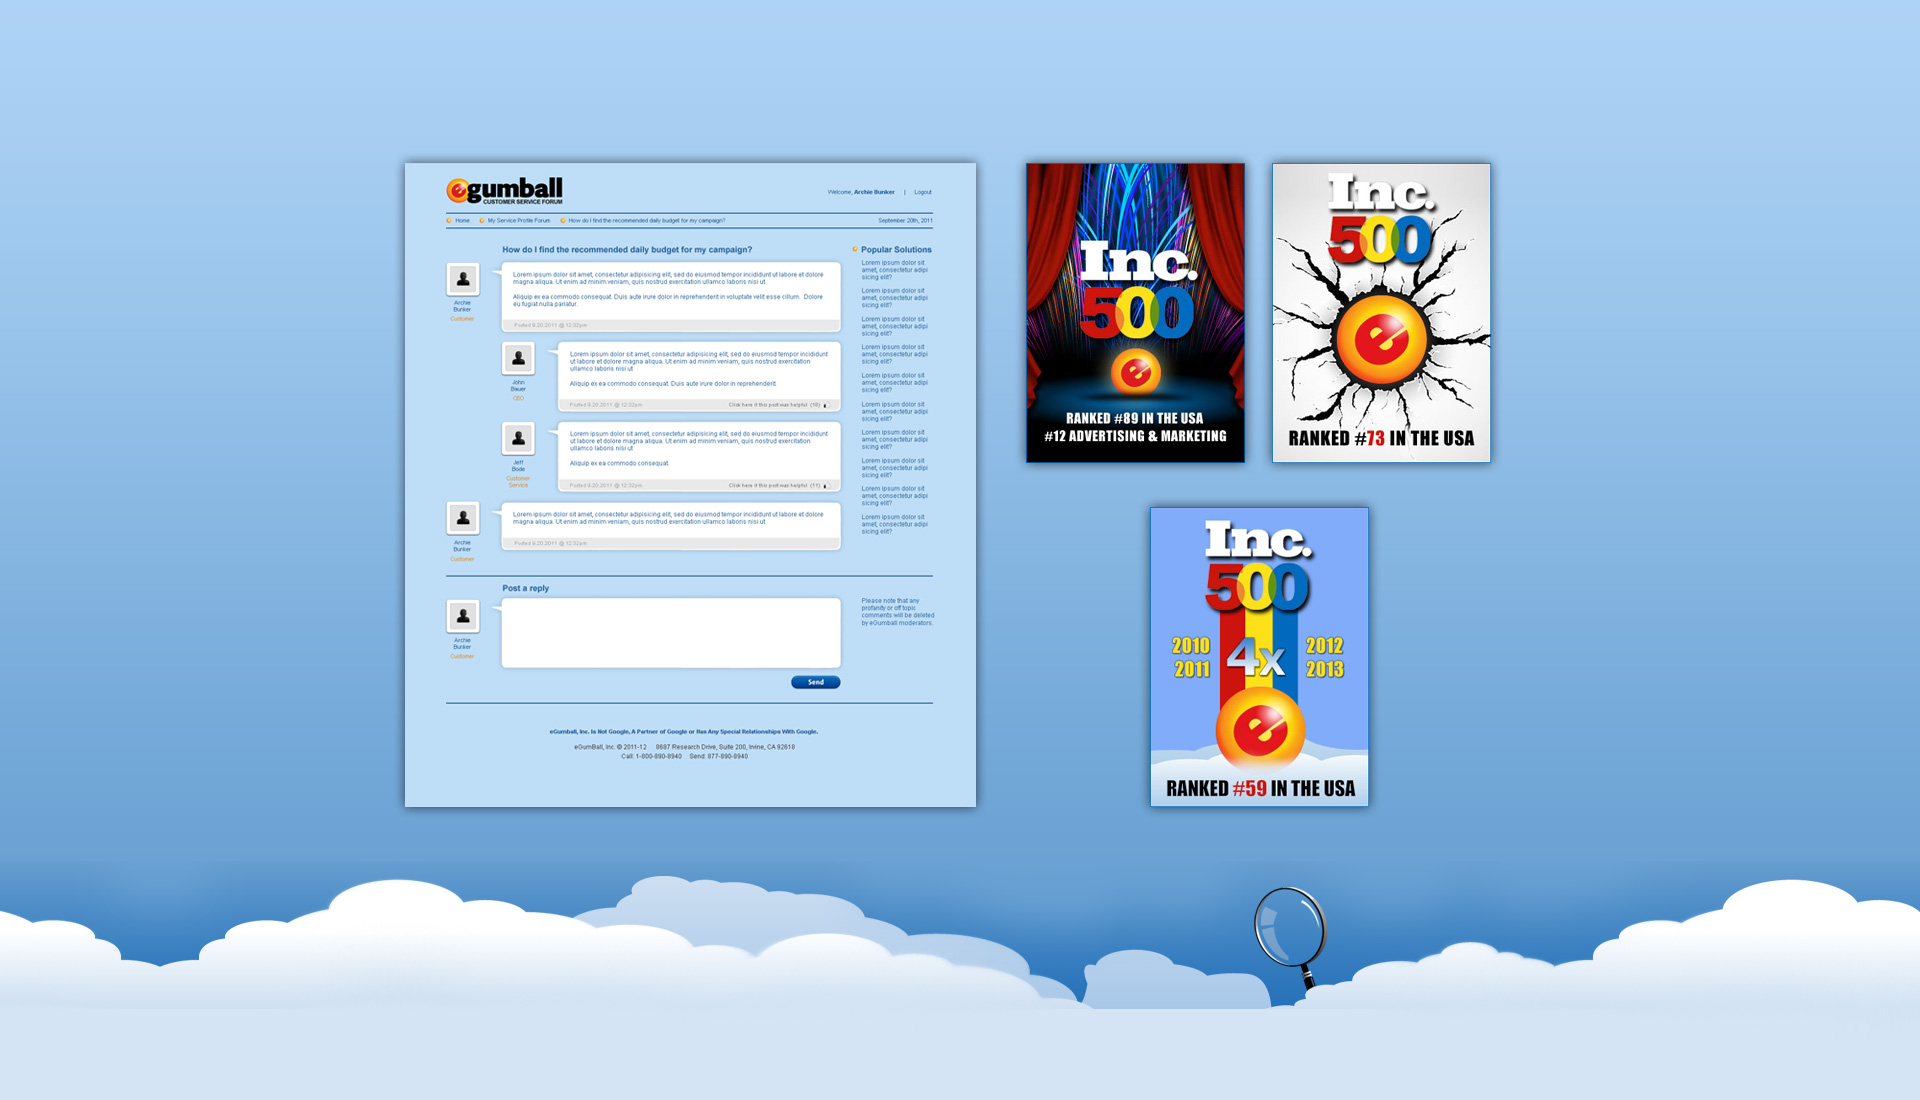 egumball
CUSTOMER SERVICE FORUM
Welcome, Archie Bunker | Logout
Home My Service Profile Forum How do I find the recommended daily budget for my campaign? September 20th, 2011
How do I find the recommended daily budget for my campaign?
Archie
Bunker
Customer
Lorem ipsum dolor sit amet, consectetur adipisicing elit, sed do eiusmod tempor incididunt ut labore et dolore
magna aliqua. Ut enim ad minim veniam, quis nostrud exercitation ullamco laboris nisi ut
Aliquip ex ea commodo consequat. Duis aute irure dolor in reprehenderit in voluptate velit esse cillum. Dolore
eu fugiat nulla pariatur.
Posted 9.20.2011 @ 12:32pm
John
Bauer
CEO
Lorem ipsum dolor sit amet, consectetur adipisicing elit, sed do eiusmod tempor incididunt
ut labore et dolore magna aliqua. Ut enim ad minim veniam, quis nostrud exercitation
ullamco laboris nisi ut
Aliquip ex ea commodo consequat. Duis aute irure dolor in reprehenderit.
Posted 9.20.2011 @ 12:32pm Click here if this post was helpful (10)
Jeff
Bode
Customer
Service
Lorem ipsum dolor sit amet, consectetur adipisicing elit, sed do eiusmod tempor incididunt
ut labore et dolore magna aliqua. Ut enim ad minim veniam, quis nostrud exercitation
ullamco laboris nisi ut
Aliquip ex ea commodo consequat.
Posted 9.20.2011 @ 12:32pm Click here if this post was helpful (11)
Archie
Bunker
Customer
Lorem ipsum dolor sit amet, consectetur adipisicing elit, sed do eiusmod tempor incididunt ut labore et dolore
magna aliqua. Ut enim ad minim veniam, quis nostrud exercitation ullamco laboris nisi ut
Posted 9.20.2011 @ 12:32pm
Popular Solutions
Lorem ipsum dolor sit
amet, consectetur adipi
sicing elit?
Lorem ipsum dolor sit
amet, consectetur adipi
sicing elit?
Lorem ipsum dolor sit
amet, consectetur adipi
sicing elit?
Lorem ipsum dolor sit
amet, consectetur adipi
sicing elit?
Lorem ipsum dolor sit
amet, consectetur adipi
sicing elit?
Lorem ipsum dolor sit
amet, consectetur adipi
sicing elit?
Lorem ipsum dolor sit
amet, consectetur adipi
sicing elit?
Lorem ipsum dolor sit
amet, consectetur adipi
sicing elit?
Lorem ipsum dolor sit
amet, consectetur adipi
sicing elit?
Lorem ipsum dolor sit
amet, consectetur adipi
sicing elit?
Post a reply
Archie
Bunker
Customer
Please note that any
profanity or off topic
comments will be deleted
by eGumball moderators.
Send
eGumball, Inc. Is Not Google, A Partner of Google or Has Any Special Relationships With Google.
eGumBall, Inc. © 2011-12 8687 Research Drive, Suite 200, Irvine, CA 92618
Call: 1-800-890-8940 Send: 877-890-8940
Inc.
500
e
RANKED #89 IN THE USA
#12 ADVERTISING & MARKETING
Inc.
500
e
RANKED #73 IN THE USA
Inc.
500
2010 4x 2012
2011 2013
e
RANKED #59 IN THE USA